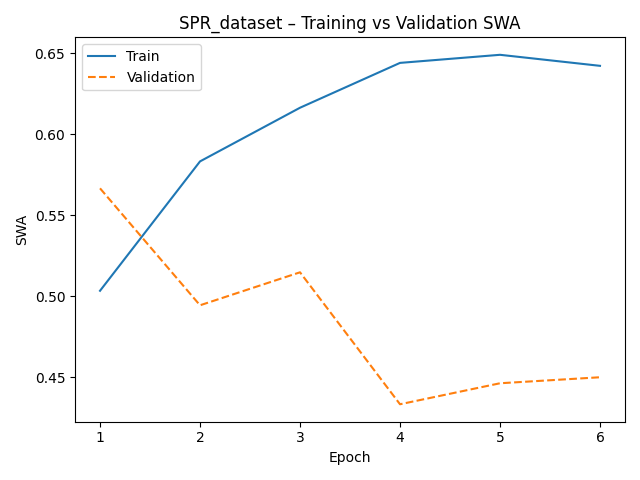 SPR_dataset – Training vs Validation SWA
Train
Validation
SWA
0.65
0.60
0.55
0.50
0.45
1 2 3 4 5 6
Epoch